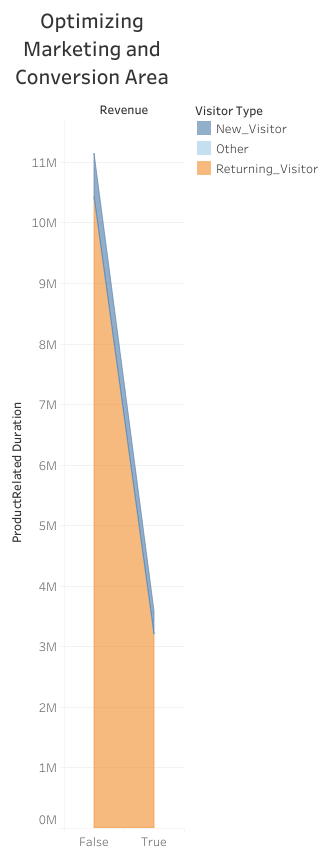 Optimizing
Marketing and
Conversion Area
Revenue
Visitor Type
New_Visitor
Other
Returning_Visitor
11M
10M
9M
8M
7M
6M
5M
4M
3M
2M
1M
0M
ProductRelated Duration
False
True